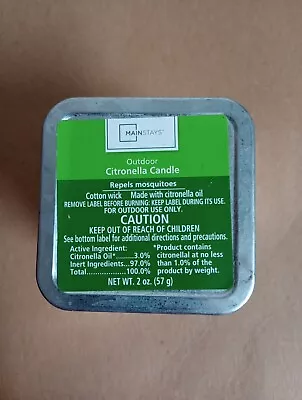 MAINSTAYS™
Outdoor
Citronella Candle
Repels mosquitoes
Cotton wick Made with citronella oil
REMOVE LABEL BEFORE BURNING: KEEP LABEL DURING ITS USE.
FOR OUTDOOR USE ONLY.
CAUTION
KEEP OUT OF REACH OF CHILDREN
See bottom label for additional directions and precautions.
Active Ingredient:
Citronella Oil*.......3.0%
Inert Ingredients...97.0%
Total..................100.0%
*Product contains
citronellal at no less
than 1.0% of the
product by weight.
NET WT. 2 oz. (57 g)